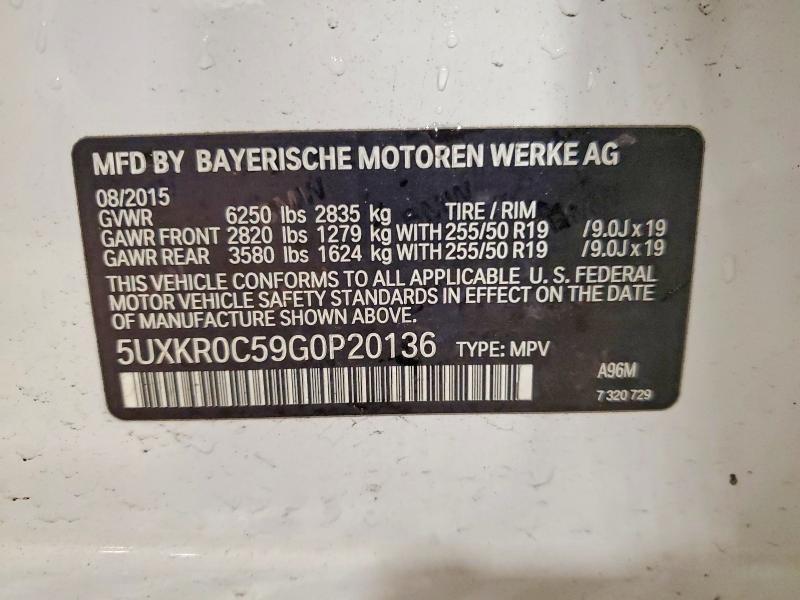 MFD BY BAYERISCHE MOTOREN WERKE AG
08/2015
GVWR 6250 lbs 2835 kg TIRE / RIM
GAWR FRONT 2820 lbs 1279 kg WITH 255/50 R19 /9.0J x 19
GAWR REAR 3580 lbs 1624 kg WITH 255/50 R19 /9.0J x 19
THIS VEHICLE CONFORMS TO ALL APPLICABLE U. S. FEDERAL
MOTOR VEHICLE SAFETY STANDARDS IN EFFECT ON THE DATE
OF MANUFACTURE SHOWN ABOVE.
5UXKR0C59G0P20136 TYPE: MPV
A96M
7 320 729